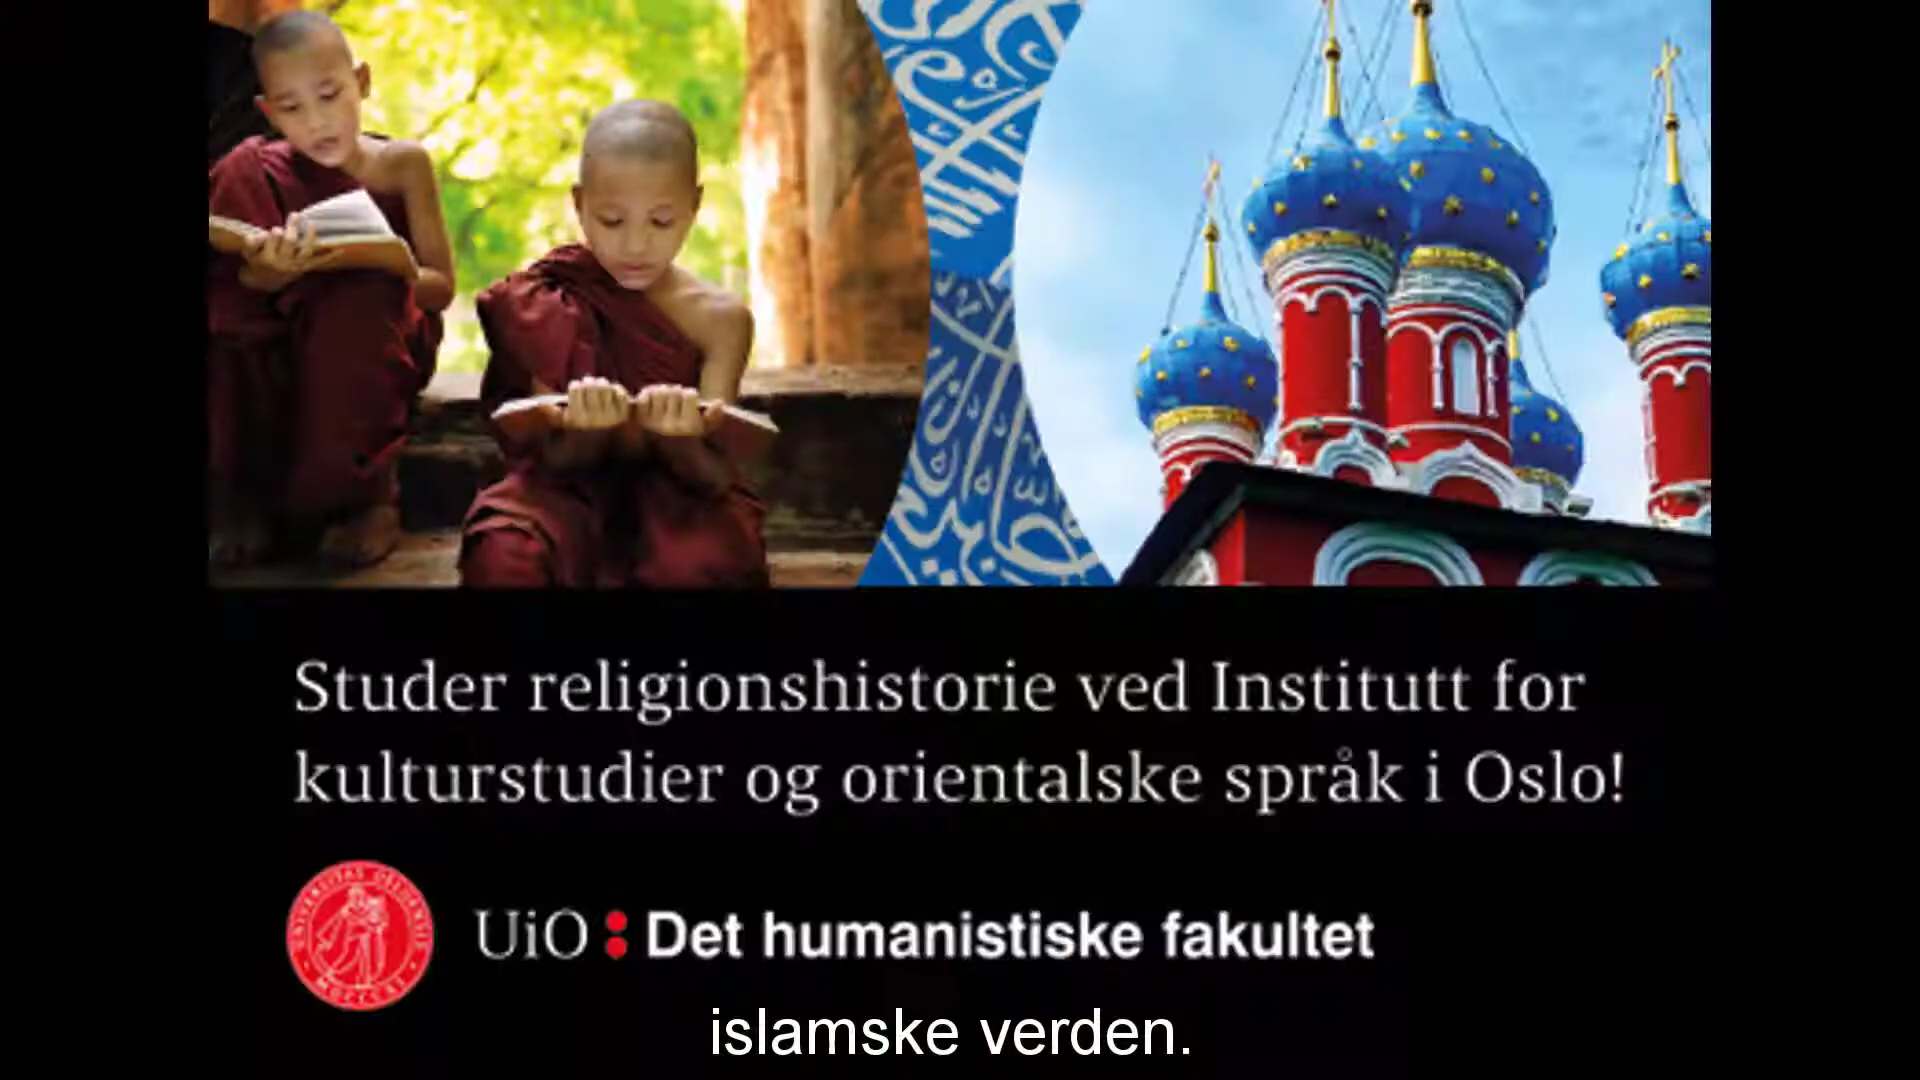 Studer religionshistorie ved Institutt for
kulturstudier og orientalske språk i Oslo!
UiO : Det humanistiske fakultet
islamske verden.